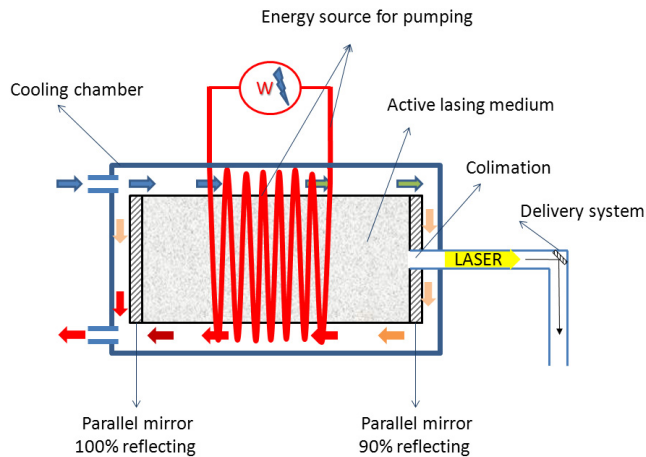 Energy source for pumping
Cooling chamber
W
Active lasing medium
Colimation
Delivery system
LASER
Parallel mirror
100% reflecting
Parallel mirror
90% reflecting